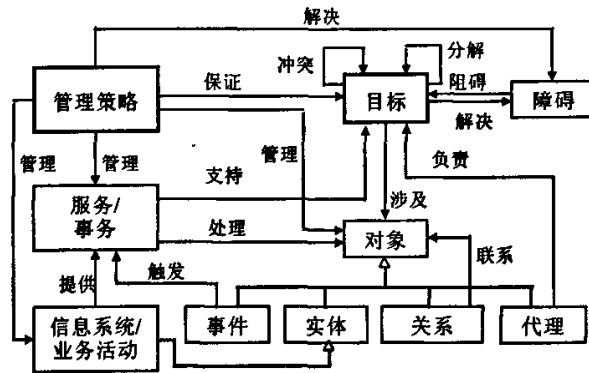 解决
冲突
分解
管理策略
保证
目标
阻碍
障碍
解决
管理
管理
管理
支持
负责
服务/
事务
处理
涉及
对象
联系
提供
触发
信息系统/
业务活动
事件
实体
关系
代理